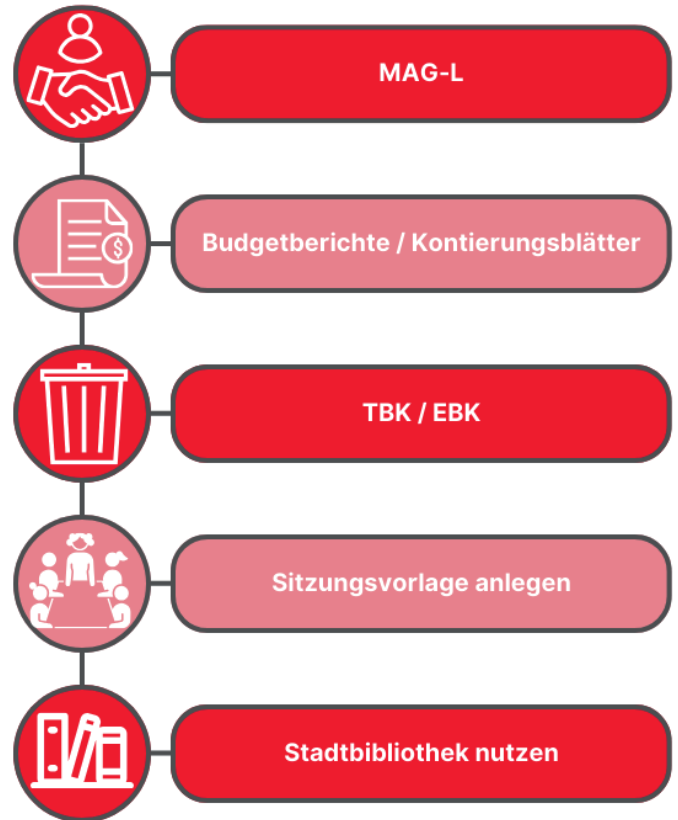 MAG-L
$
Budgetberichte / Kontierungsblätter
TBK / EBK
Sitzungsvorlage anlegen
Stadtbibliothek nutzen